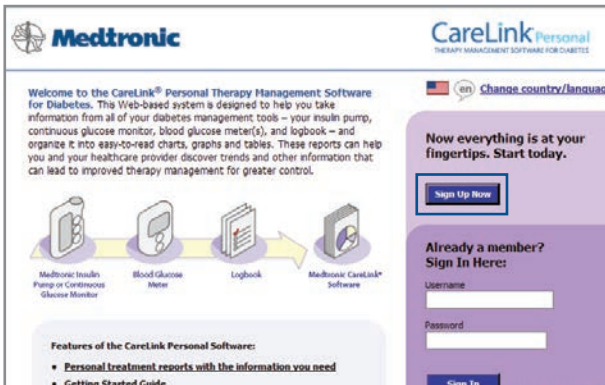 Medtronic
CareLink Personal
THERAPY MANAGEMENT SOFTWARE FOR DIABETES
en Change country/languag
Welcome to the CareLink® Personal Therapy Management Software
for Diabetes. This Web-based system is designed to help you take
information from all of your diabetes management tools – your insulin pump,
continuous glucose monitor, blood glucose meter(s), and logbook – and
organize it into easy-to-read charts, graphs and tables. These reports can help
you and your healthcare provider discover trends and other information that
can lead to improved therapy management for greater control.
Medtronic Insulin
Pump or Continuous
Glucose Monitor
Blood Glucose
Meter
Logbook
Medtronic CareLink®
Software
Features of the CareLink Personal Software:
• Personal treatment reports with the information you need
• Getting Started Guide
Now everything is at your
fingertips. Start today.
Sign Up Now
Already a member?
Sign In Here:
Username
Password
Sign In